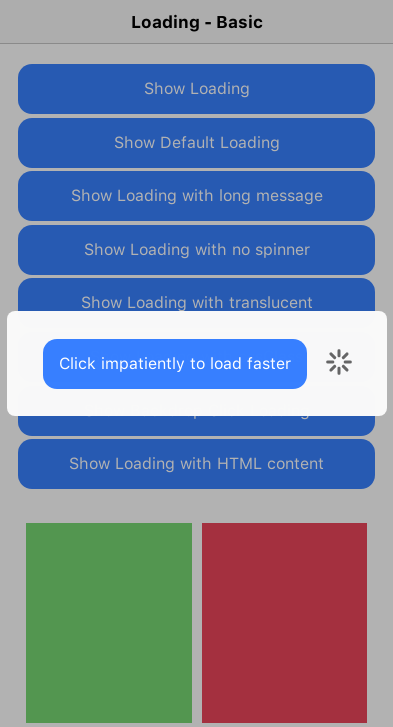 Loading - Basic
Show Loading
Show Default Loading
Show Loading with long message
Show Loading with no spinner
Show Loading with translucent
Click impatiently to load faster
Show Loading with HTML content